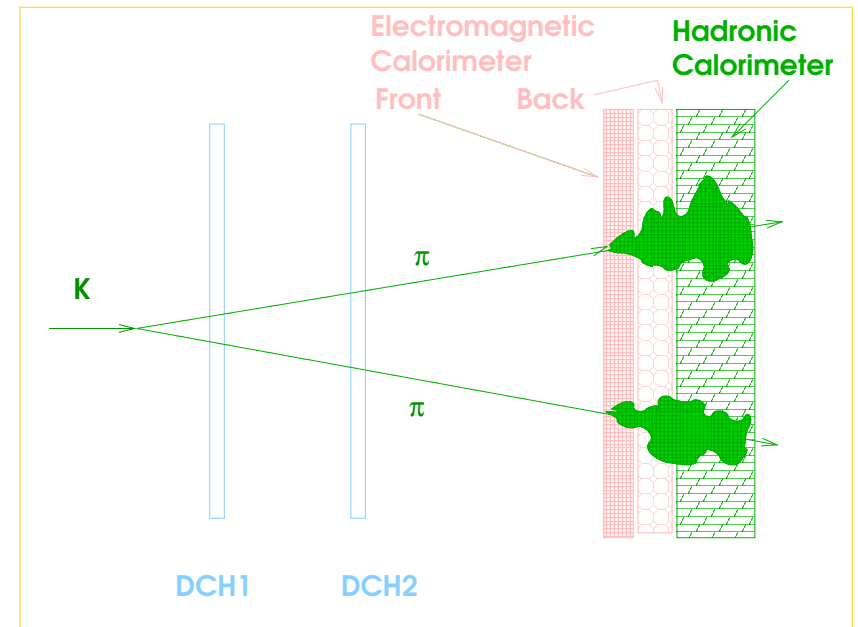 Electromagnetic
Calorimeter
Front Back
Hadronic
Calorimeter
K
π
π
DCH1 DCH2